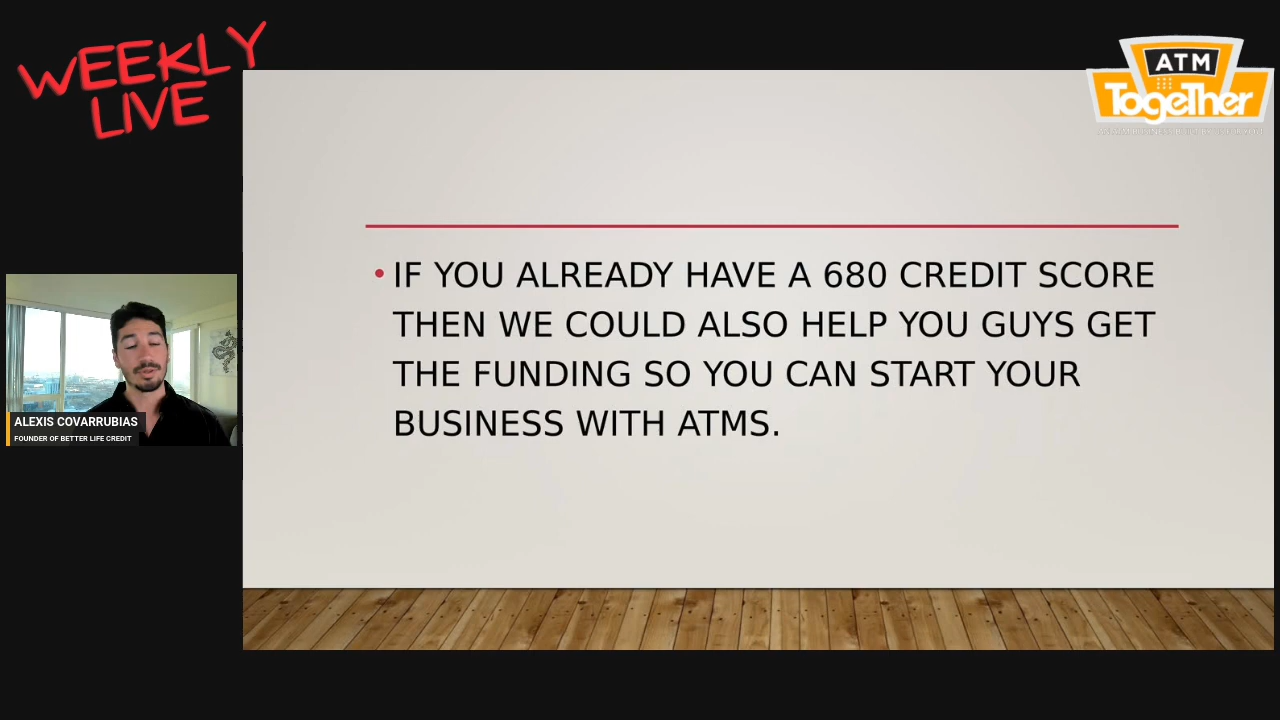 WEEKLY
LIVE
ATM
TogeTher
IF YOU ALREADY HAVE A 680 CREDIT SCORE
THEN WE COULD ALSO HELP YOU GUYS GET
THE FUNDING SO YOU CAN START YOUR
BUSINESS WITH ATMS.
ALEXIS COVARRUBIAS
FOUNDER OF BETTER LIFE CREDIT